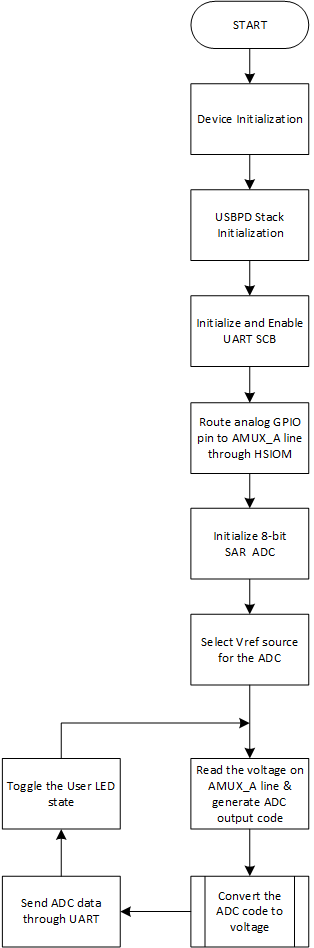 START
Device Initialization
USBPD Stack
Initialization
Initialize and Enable
UART SCB
Route analog GPIO
pin to AMUX_A line
through HSIOM
Initialize 8-bit
SAR ADC
Select Vref source
for the ADC
Read the voltage on
AMUX_A line &
generate ADC
output code
Convert the
ADC code to
voltage
Send ADC data
through UART
Toggle the User LED
state